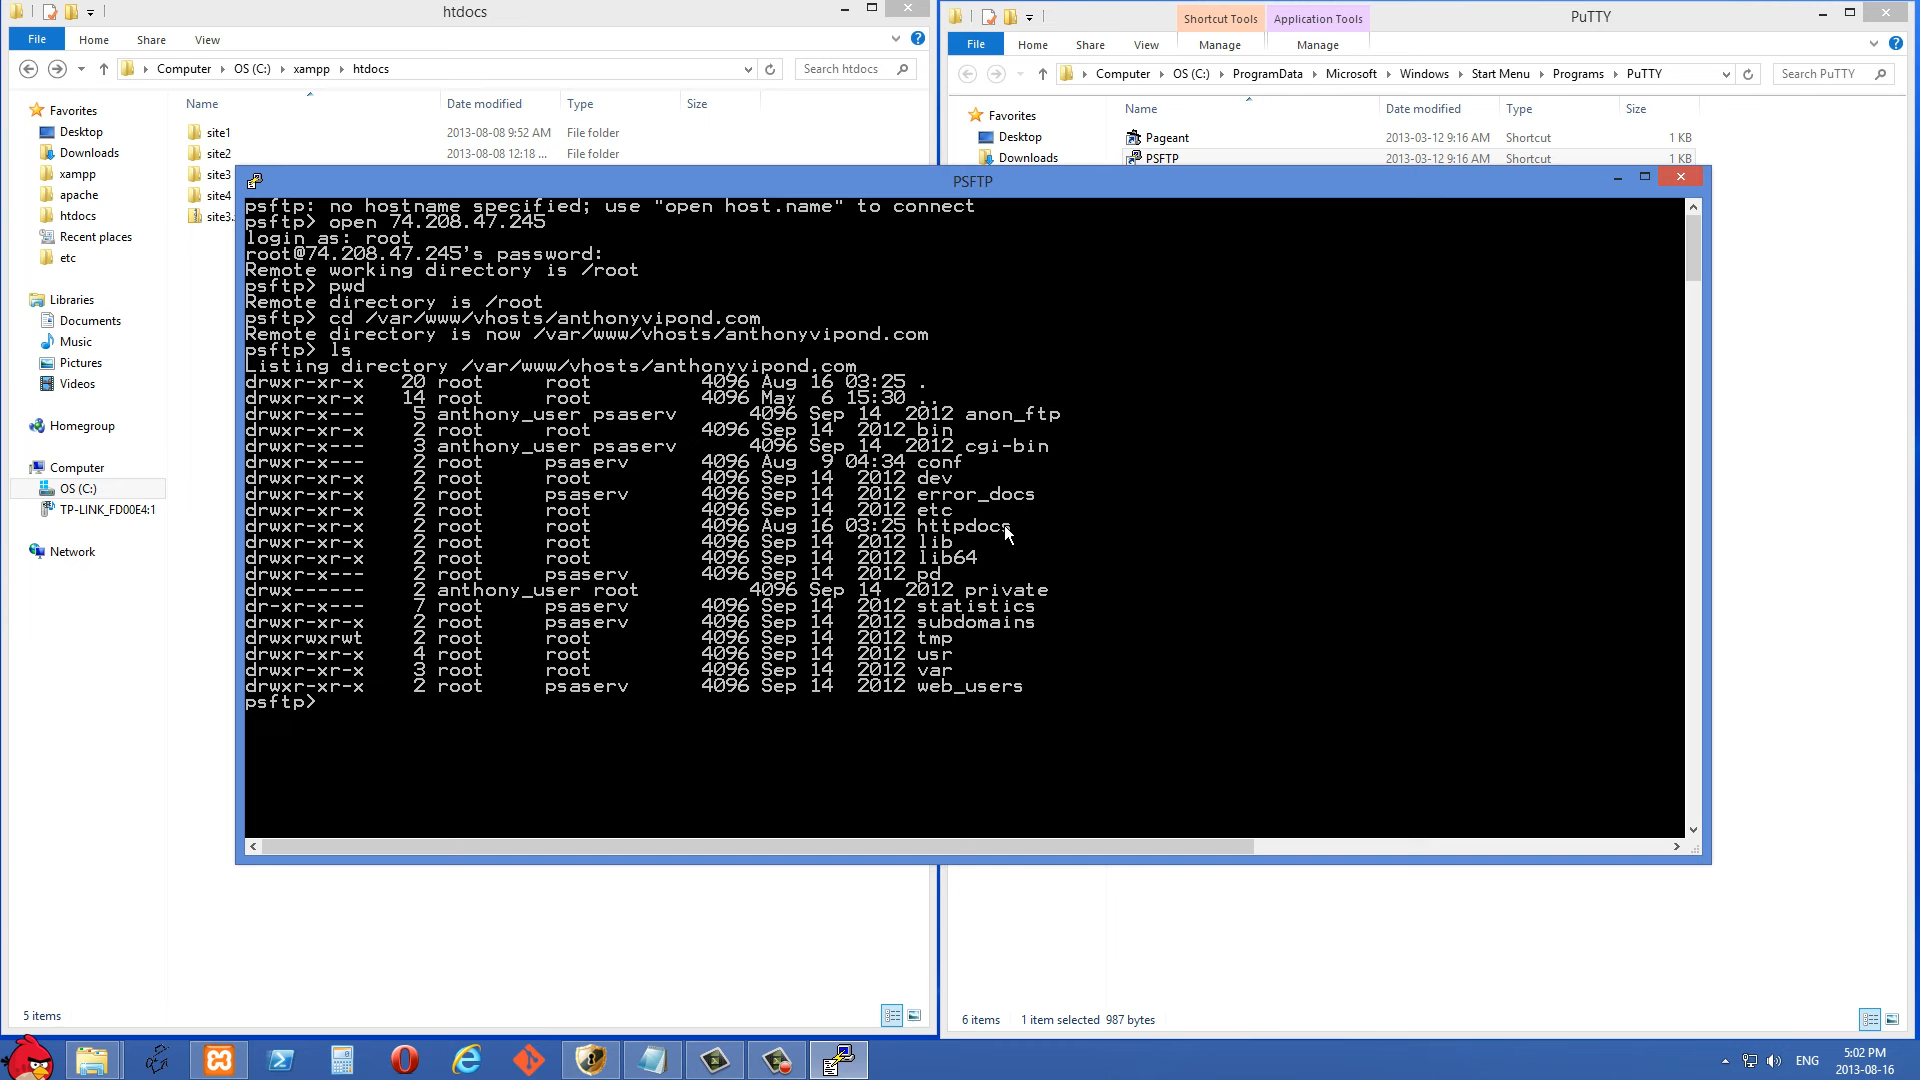 htdocs
File Home Share View
Computer OS (C:) xampp htdocs
Search htdocs
Name Date modified Type Size
Favorites
Desktop
Downloads
xampp
apache
htdocs
Recent places
etc
Libraries
Documents
Music
Pictures
Videos
Homegroup
Computer
OS (C:)
TP-LINK_FD00E4:1
Network
site1 2013-08-08 9:52 AM File folder
site2 2013-08-08 12:18 ... File folder
site3
site4
site3.
5 items
Shortcut Tools Application Tools PuTTY
File Home Share View Manage Manage
Computer OS (C:) ProgramData Microsoft Windows Start Menu Programs PuTTY
Search PuTTY
Name Date modified Type Size
Favorites
Desktop
Downloads
Pageant 2013-03-12 9:16 AM Shortcut 1 KB
PSFTP 2013-03-12 9:16 AM Shortcut 1 KB
6 items 1 item selected 987 bytes
PSFTP
psftp: no hostname specified; use "open host.name" to connect
psftp> open 74.208.47.245
login as: root
root@74.208.47.245's password:
Remote working directory is /root
psftp> pwd
Remote directory is /root
psftp> cd /var/www/vhosts/anthonyvipond.com
Remote directory is now /var/www/vhosts/anthonyvipond.com
psftp> ls
Listing directory /var/www/vhosts/anthonyvipond.com
drwxr-xr-x 20 root root 4096 Aug 16 03:25 .
drwxr-xr-x 14 root root 4096 May 6 15:30 ..
drwxr-x--- 5 anthony_user psaserv 4096 Sep 14 2012 anon_ftp
drwxr-xr-x 2 root root 4096 Sep 14 2012 bin
drwxr-x--- 3 anthony_user psaserv 4096 Sep 14 2012 cgi-bin
drwxr-x--- 2 root psaserv 4096 Aug 9 04:34 conf
drwxr-xr-x 2 root root 4096 Sep 14 2012 dev
drwxr-xr-x 2 root psaserv 4096 Sep 14 2012 error_docs
drwxr-xr-x 2 root root 4096 Sep 14 2012 etc
drwxr-xr-x 2 root root 4096 Aug 16 03:25 httpdocs
drwxr-xr-x 2 root root 4096 Sep 14 2012 lib
drwxr-xr-x 2 root root 4096 Sep 14 2012 lib64
drwxr-x--- 2 root psaserv 4096 Sep 14 2012 pd
drwx------ 2 anthony_user root 4096 Sep 14 2012 private
dr-xr-x--- 7 root psaserv 4096 Sep 14 2012 statistics
drwxr-xr-x 2 root psaserv 4096 Sep 14 2012 subdomains
drwxrwxrwt 2 root root 4096 Sep 14 2012 tmp
drwxr-xr-x 4 root root 4096 Sep 14 2012 usr
drwxr-xr-x 3 root root 4096 Sep 14 2012 var
drwxr-xr-x 2 root psaserv 4096 Sep 14 2012 web_users
psftp>
ENG
5:02 PM
2013-08-16